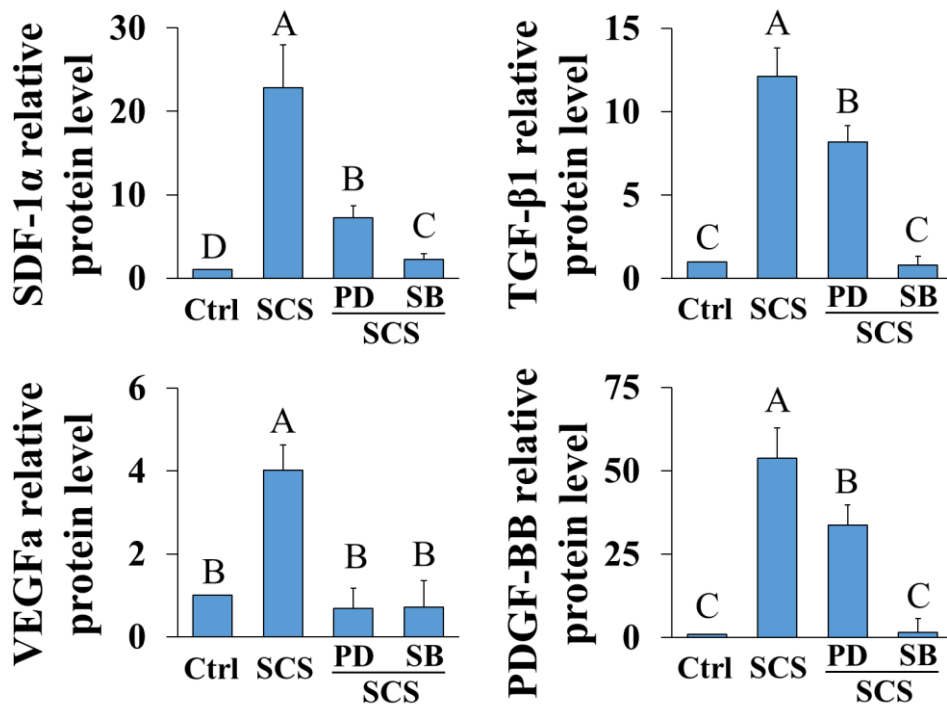 SDF-1α relative
protein level
30
20
10
0
D
A
B
C
Ctrl
SCS
PD
SB
SCS
TGF-β1 relative
protein level
15
10
5
0
C
A
B
C
Ctrl
SCS
PD
SB
SCS
VEGFa relative
protein level
6
4
2
0
B
A
B
B
Ctrl
SCS
PD
SB
SCS
PDGF-BB relative
protein level
75
50
25
0
C
A
B
C
Ctrl
SCS
PD
SB
SCS